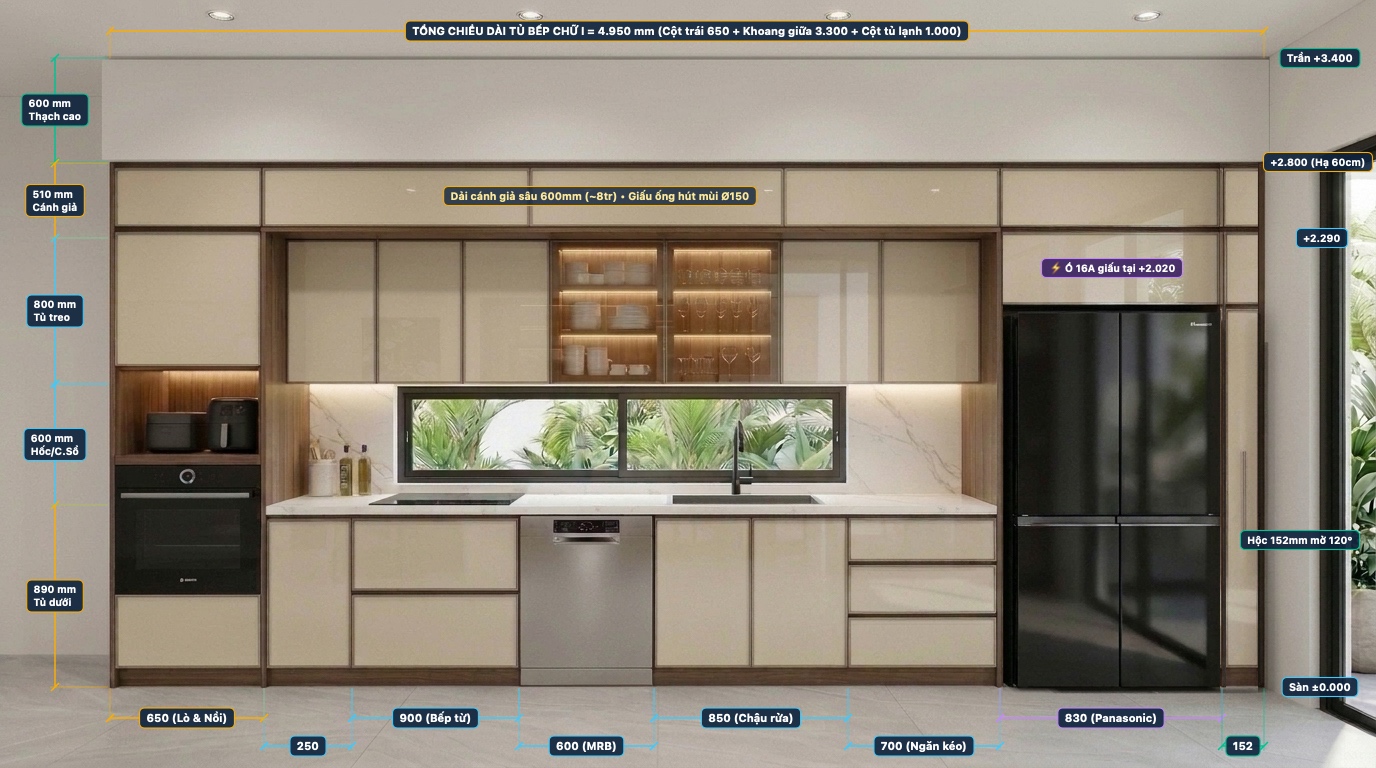 TỔNG CHIỀU DÀI TỦ BẾP CHỮ I = 4.950 mm (Cột trái 650 + Khoang giữa 3.300 + Cột tủ lạnh 1.000)
Trần +3.400
600 mm
Thạch cao
+2.800 (Hạ 60cm)
510 mm
Cánh giả
Dải cánh giả sâu 600mm (~8tr) • Giấu ống hút mùi Ø150
+2.290
⚡ Ổ 16A giấu tại +2.020
800 mm
Tủ treo
600 mm
Hốc/C.Sổ
Hộc 152mm mở 120°
890 mm
Tủ dưới
Sàn ±0.000
650 (Lò & Nồi)
900 (Bếp từ)
850 (Chậu rửa)
830 (Panasonic)
250
600 (MRB)
700 (Ngăn kéo)
152